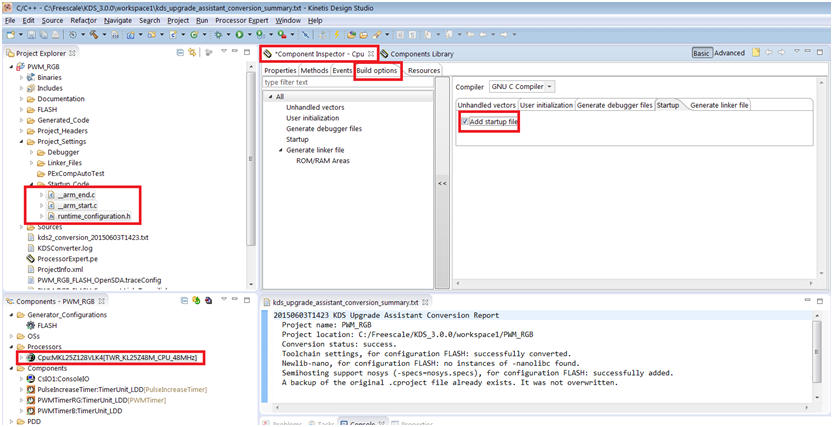 C/C++ - C:\Freescale\KDS_3.0.0\workspace1\kds_upgrade_assistant_conversion_summary.txt - Kinetis Design Studio
File Edit Source Refactor Navigate Search Project Run Processor Expert Window Help
Project Explorer
PWM_RGB
Binaries
Includes
Documentation
FLASH
Generated_Code
Project_Headers
Project_Settings
Debugger
Linker_Files
PExCompAutoTest
Startup_Code
__arm_end.c
__arm_start.c
runtime_configuration.h
Sources
kds2_conversion_20150603T1423.txt
KDSConverter.log
ProcessorExpert.pe
ProjectInfo.xml
PWM_RGB_FLASH_OpenSDA.traceConfig
*Component Inspector - Cpu
Components Library
Basic Advanced
Properties Methods Events Build options Resources
type filter text
All
Unhandled vectors
User initialization
Generate debugger files
Startup
Generate linker file
ROM/RAM Areas
<<
Compiler GNU C Compiler
Unhandled vectors User initialization Generate debugger files Startup Generate linker file
Add startup file
Components - PWM_RGB
Generator_Configurations
FLASH
OSs
Processors
Cpu:MKL25Z128VLK4[TWR_KL25Z48M_CPU_48MHz]
Components
CsIO1:ConsoleIO
PulseIncreaseTimer:TimerUnit_LDD[PulseIncreaseTimer]
PWMTimerRG:TimerUnit_LDD[PWMTimer]
PWMTimerB:TimerUnit_LDD
PDD
kds_upgrade_assistant_conversion_summary.txt
20150603T1423 KDS Upgrade Assistant Conversion Report
Project name: PWM_RGB
Project location: C:/Freescale/KDS_3.0.0/workspace1/PWM_RGB
Conversion status: success.
Toolchain settings, for configuration FLASH: successfully converted.
Newlib-nano, for configuration FLASH: no instances of -nanolibc found.
Semihosting support nosys (-specs=nosys.specs), for configuration FLASH: successfully added.
A backup of the original .cproject file already exists. It was not overwritten.
Problems Tasks Console Properties